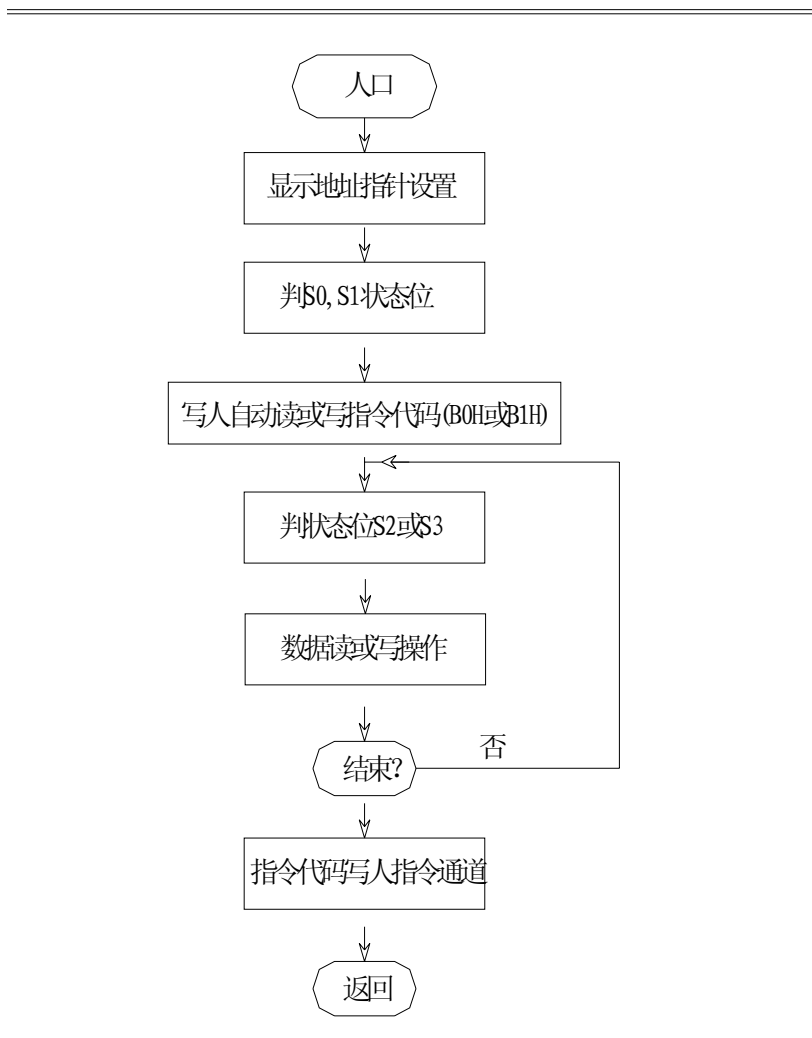 人口
显示地址指针设置
判S0, S1状态位
写人自动读或写指令代码(B0H或B1H)
判状态位S2或S3
数据读或写操作
结束?
否
指令代码写人指令通道
返回